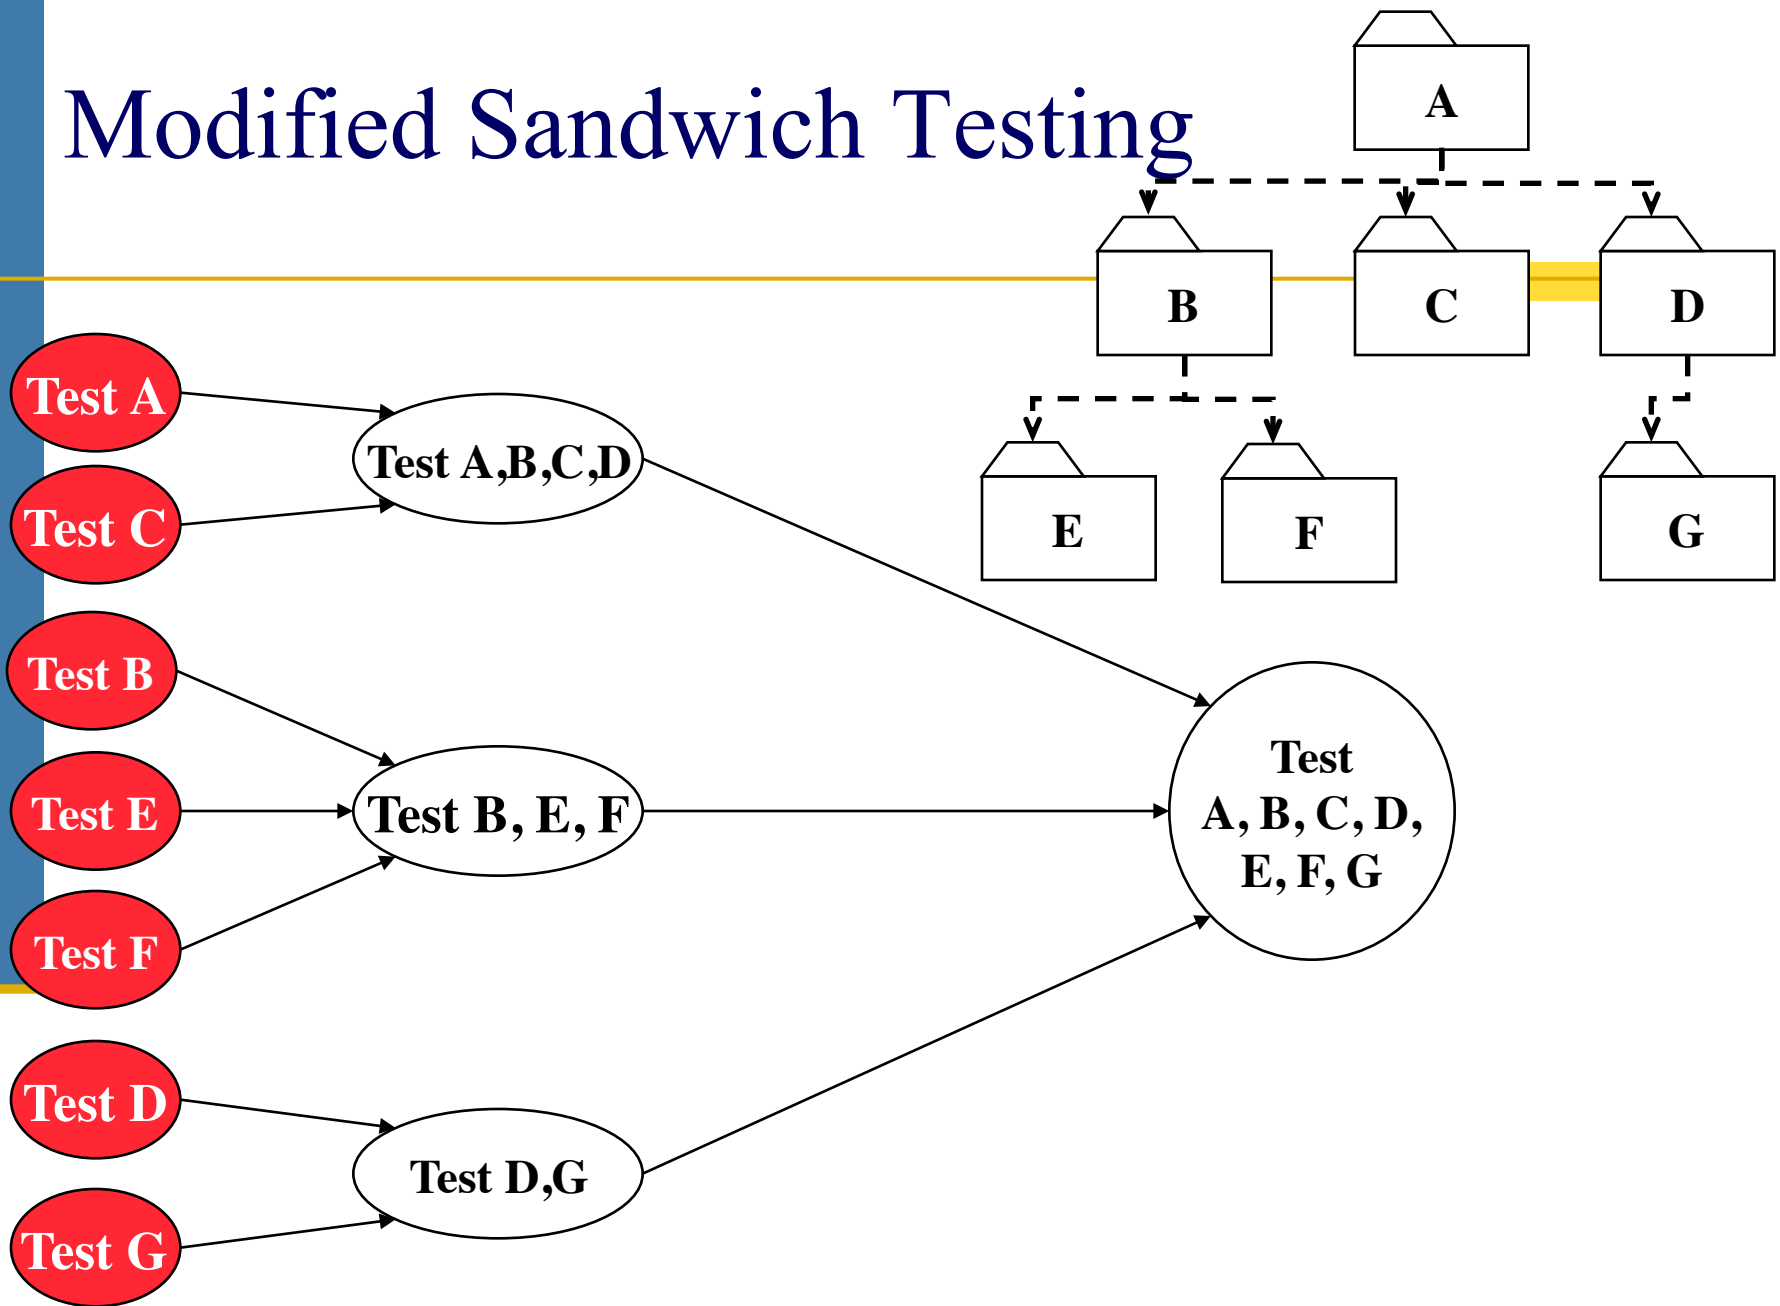 Modified Sandwich Testing
A
B
C
D
E
F
G
Test A
Test C
Test B
Test E
Test F
Test D
Test G
Test A,B,C,D
Test B, E, F
Test D,G
Test
A, B, C, D,
E, F, G